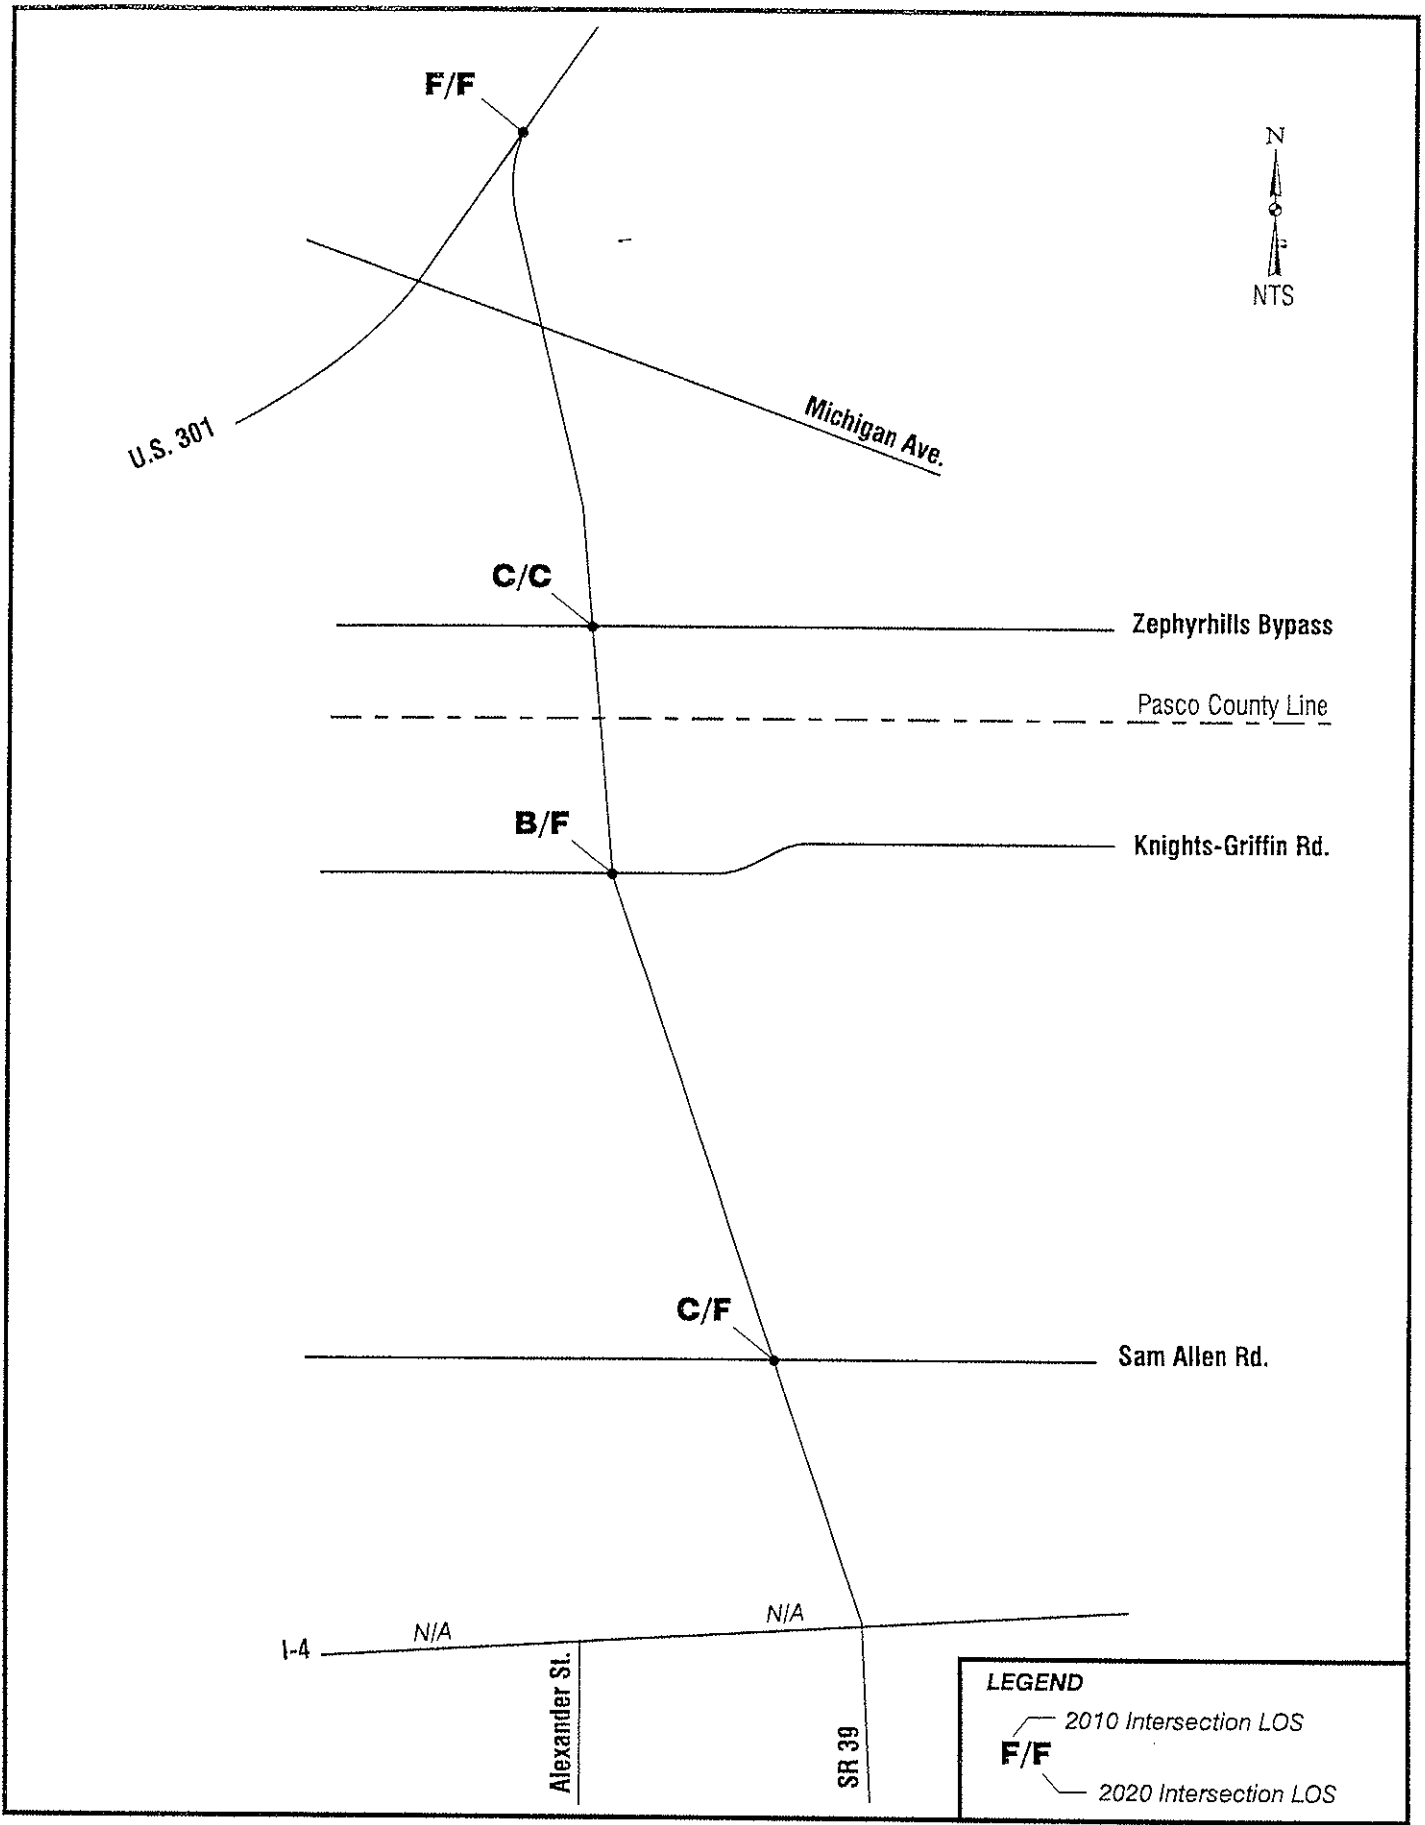 F/F
N
NTS
U.S. 301
Michigan Ave.
C/C
Zephyrhills Bypass
Pasco County Line
B/F
Knights-Griffin Rd.
C/F
Sam Allen Rd.
N/A
N/A
I-4
Alexander St.
SR 39
LEGEND
2010 Intersection LOS
F/F
2020 Intersection LOS